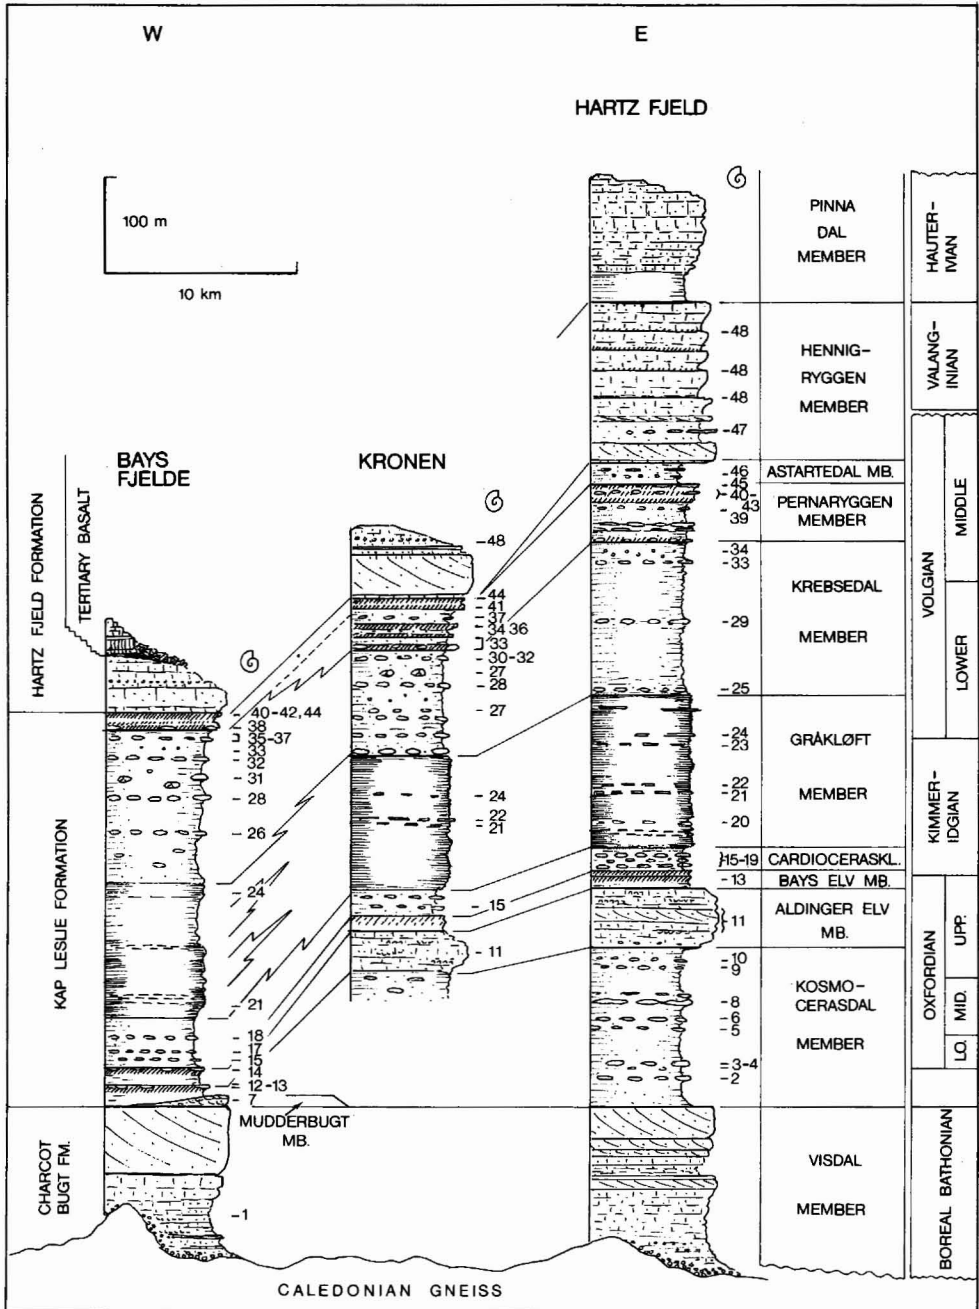 W
E
HARTZ FJELD
100 m
10 km
BAYS
FJELDE
KRONEN
HARTZ FJELD FORMATION
TERTIARY BASALT
KAP LESLIE FORMATION
CHARCOT
BUGT FM.
40-42,44
38
35-37
33
32
31
28
26
24
21
18
17
15
14
12-13
7
1
MUDDERBUGT
MB.
48
44
41
37
34 36
33
30-32
27
28
27
24
22
21
15
11
48
48
48
47
46
45
40-
43
39
34
33
29
25
24
23
22
21
20
15-19
13
11
10
9
8
6
5
3-4
2
PINNA
DAL
MEMBER
HENNIG-
RYGGEN
MEMBER
ASTARTEDAL MB.
PERNARYGGEN
MEMBER
KREBSEDAL
MEMBER
GRÅKLØFT
MEMBER
CARDIOCERASKL.
BAYS ELV MB.
ALDINGER ELV
MB.
KOSMO-
CERASDAL
MEMBER
VISDAL
MEMBER
HAUTER-
IVIAN
VALANG-
INIAN
VOLGIAN
MIDDLE
LOWER
KIMMER-
IDGIAN
OXFORDIAN
UPP.
MID.
LO.
BOREAL BATHONIAN
CALEDONIAN GNEISS